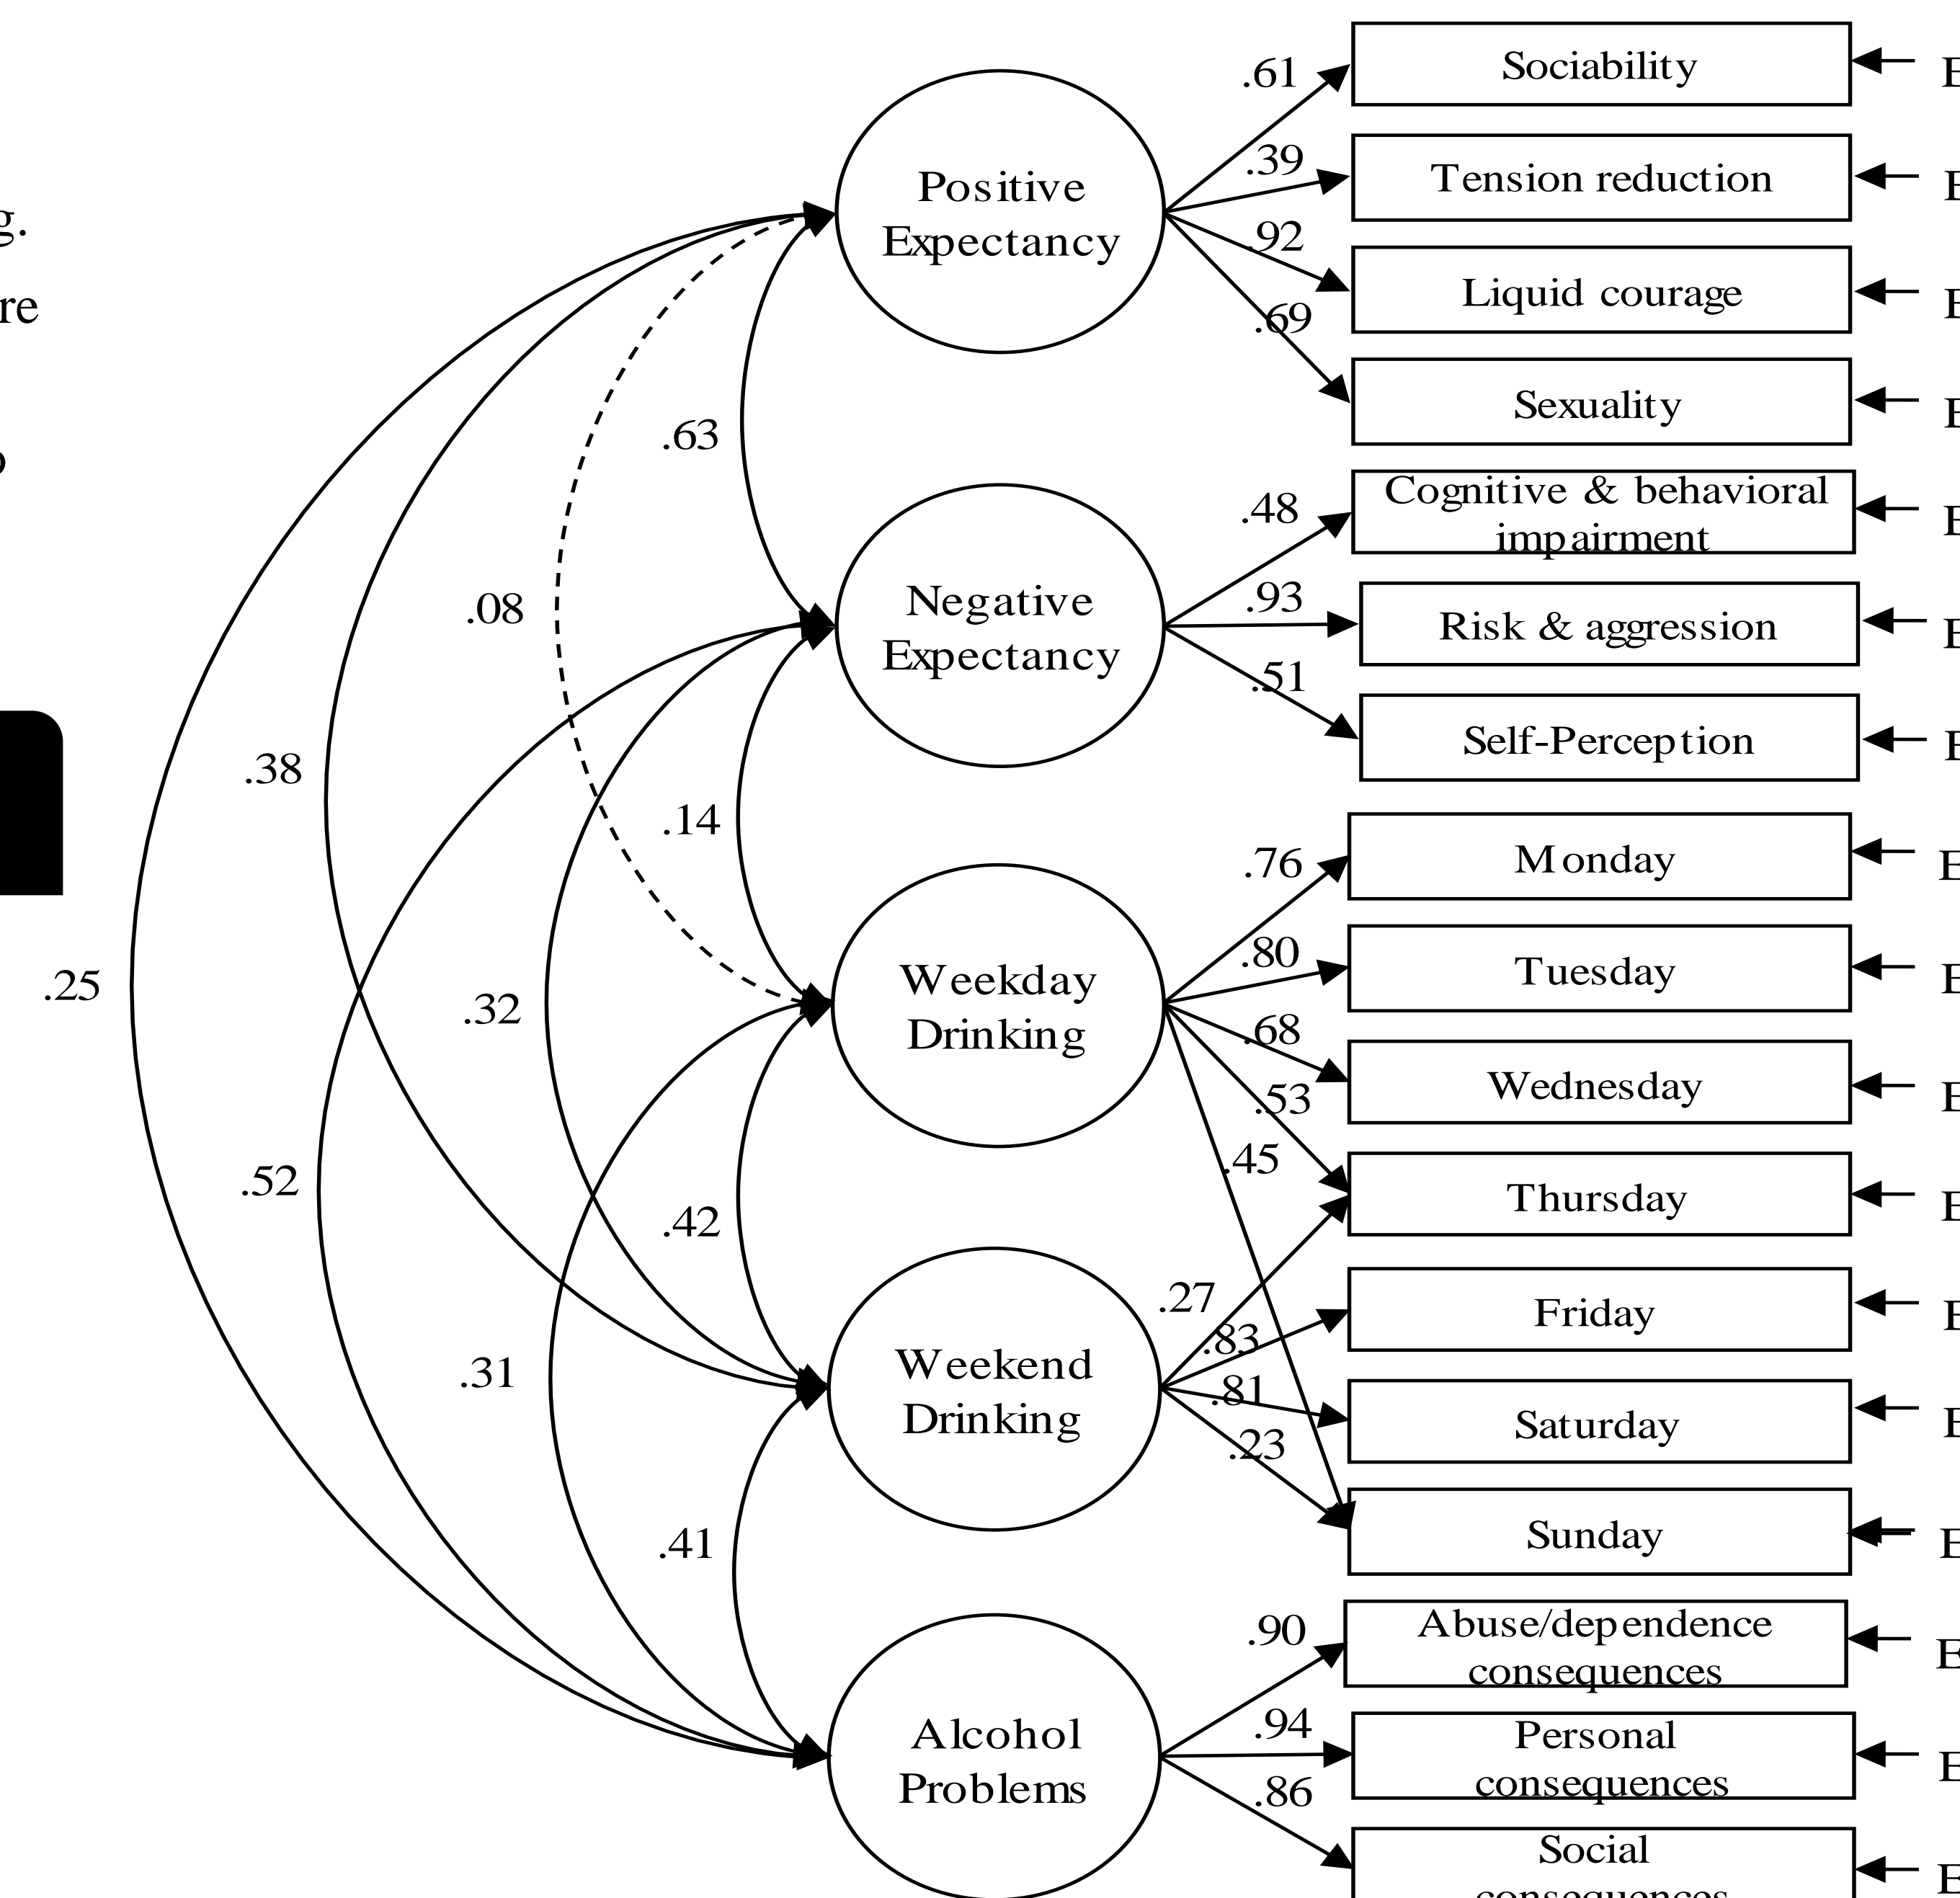 g.
re
Positive
Expectancy
Negative
Expectancy
Weekday
Drinking
Weekend
Drinking
Alcohol
Problems
.63
.08
.38
.14
.25
.32
.52
.42
.31
.41
.61
.39
.92
.69
.48
.93
.51
.76
.80
.68
.53
.45
.27
.83
.81
.23
.90
.94
.86
Sociability
E
Tension reduction
E
Liquid courage
E
Sexuality
E
Cognitive & behavioral
impairment
E
Risk & aggression
E
Self-Perception
E
Monday
E
Tuesday
E
Wednesday
E
Thursday
E
Friday
E
Saturday
E
Sunday
E
Abuse/dependence
consequences
E
Personal
consequences
E
Social
consequences
E